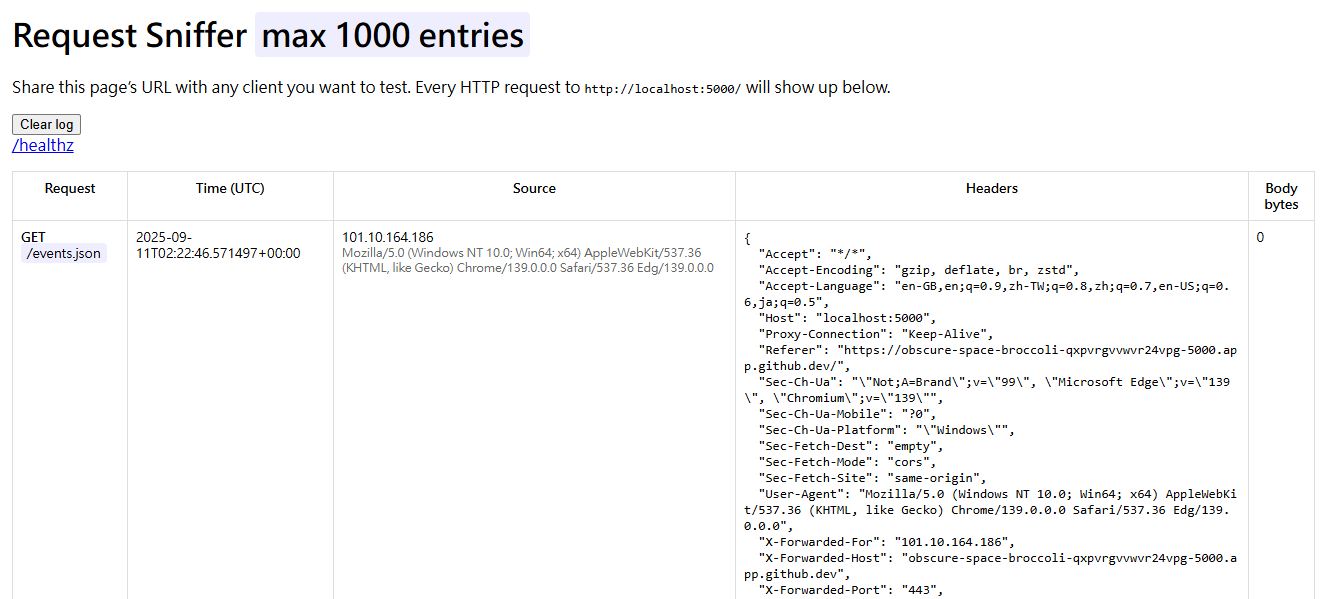 Request Sniffer max 1000 entries
Share this page’s URL with any client you want to test. Every HTTP request to http://localhost:5000/ will show up below.
Clear log
/healthz
Request
Time (UTC)
Source
Headers
Body
bytes
GET
/events.json
2025-09-
11T02:22:46.571497+00:00
101.10.164.186
Mozilla/5.0 (Windows NT 10.0; Win64; x64) AppleWebKit/537.36
(KHTML, like Gecko) Chrome/139.0.0.0 Safari/537.36 Edg/139.0.0.0
{
"Accept": "*/*",
"Accept-Encoding": "gzip, deflate, br, zstd",
"Accept-Language": "en-GB,en;q=0.9,zh-TW;q=0.8,zh;q=0.7,en-US;q=0.
6,ja;q=0.5",
"Host": "localhost:5000",
"Proxy-Connection": "Keep-Alive",
"Referer": "https://obscure-space-broccoli-qxpvrgvvwvr24vpg-5000.ap
p.github.dev/",
"Sec-Ch-Ua": "\"Not;A=Brand\";v=\"99\", \"Microsoft Edge\";v=\"139
\", \"Chromium\";v=\"139\"",
"Sec-Ch-Ua-Mobile": "?0",
"Sec-Ch-Ua-Platform": "\"Windows\"",
"Sec-Fetch-Dest": "empty",
"Sec-Fetch-Mode": "cors",
"Sec-Fetch-Site": "same-origin",
"User-Agent": "Mozilla/5.0 (Windows NT 10.0; Win64; x64) AppleWebKi
t/537.36 (KHTML, like Gecko) Chrome/139.0.0.0 Safari/537.36 Edg/139.
0.0.0",
"X-Forwarded-For": "101.10.164.186",
"X-Forwarded-Host": "obscure-space-broccoli-qxpvrgvvwvr24vpg-5000.a
pp.github.dev",
"X-Forwarded-Port": "443",
0